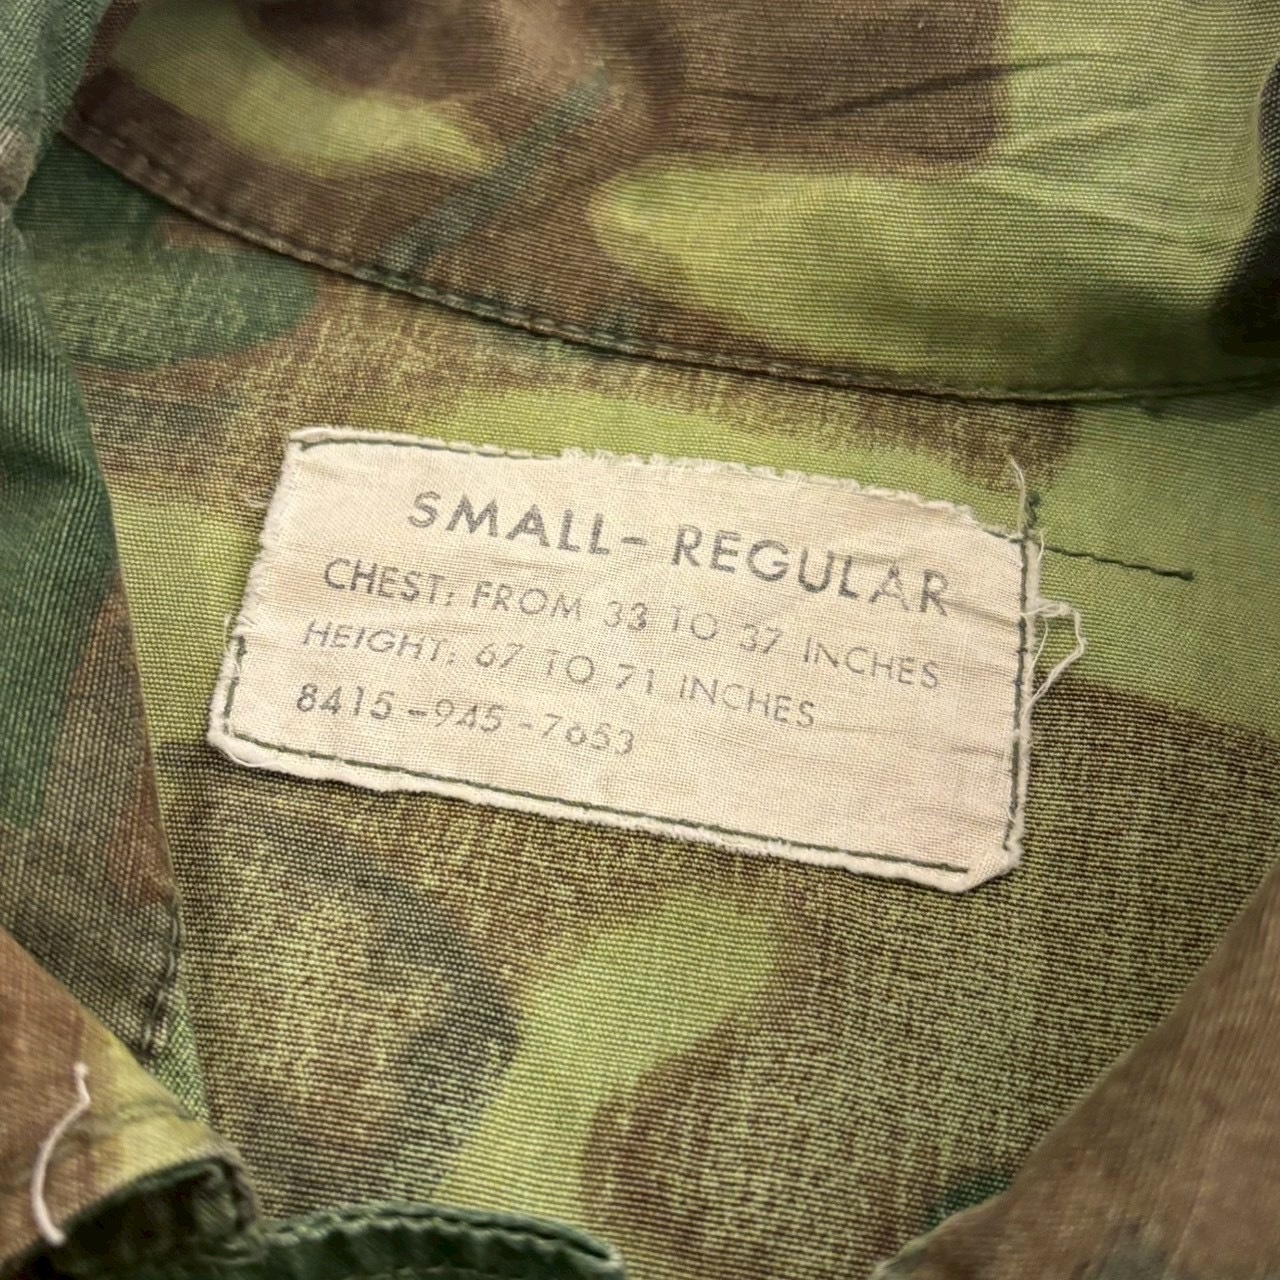 SMALL-REGULAR
CHEST: FROM 33 TO 37 INCHES
HEIGHT: 67 TO 71 INCHES
8415-945-7653